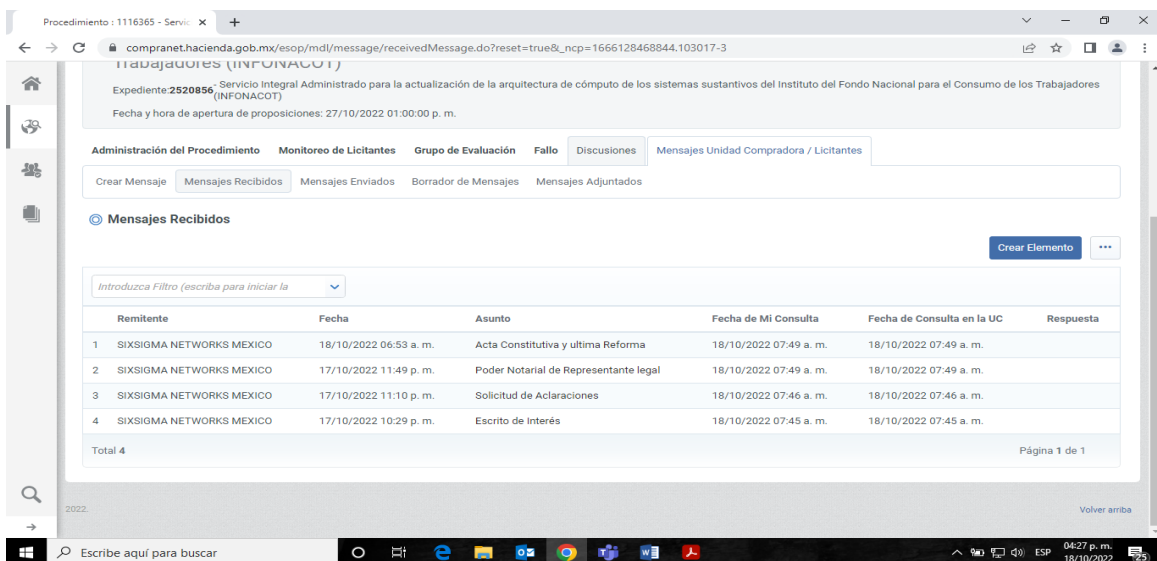 Procedimiento : 1116365 - Servic
compranet.hacienda.gob.mx/esop/mdl/message/receivedMessage.do?reset=true&_ncp=1666128468844.103017-3
Trabajadores (INFONACOT)
Expediente:2520856 - Servicio Integral Administrado para la actualización de la arquitectura de cómputo de los sistemas sustantivos del Instituto del Fondo Nacional para el Consumo de los Trabajadores
(INFONACOT)
Fecha y hora de apertura de proposiciones: 27/10/2022 01:00:00 p. m.
Administración del Procedimiento Monitoreo de Licitantes Grupo de Evaluación Fallo Discusiones Mensajes Unidad Compradora / Licitantes
Crear Mensaje Mensajes Recibidos Mensajes Enviados Borrador de Mensajes Mensajes Adjuntados
Mensajes Recibidos
Crear Elemento ...
Introduzca Filtro (escriba para iniciar la
Remitente Fecha Asunto Fecha de Mi Consulta Fecha de Consulta en la UC Respuesta
1 SIXSIGMA NETWORKS MEXICO 18/10/2022 06:53 a. m. Acta Constitutiva y ultima Reforma 18/10/2022 07:49 a. m. 18/10/2022 07:49 a. m.
2 SIXSIGMA NETWORKS MEXICO 17/10/2022 11:49 p. m. Poder Notarial de Representante legal 18/10/2022 07:49 a. m. 18/10/2022 07:49 a. m.
3 SIXSIGMA NETWORKS MEXICO 17/10/2022 11:10 p. m. Solicitud de Aclaraciones 18/10/2022 07:46 a. m. 18/10/2022 07:46 a. m.
4 SIXSIGMA NETWORKS MEXICO 17/10/2022 10:29 p. m. Escrito de Interés 18/10/2022 07:45 a. m. 18/10/2022 07:45 a. m.
Total 4 Página 1 de 1
2022. Volver arriba
Escribe aquí para buscar ESP 04:27 p. m.
18/10/2022 25